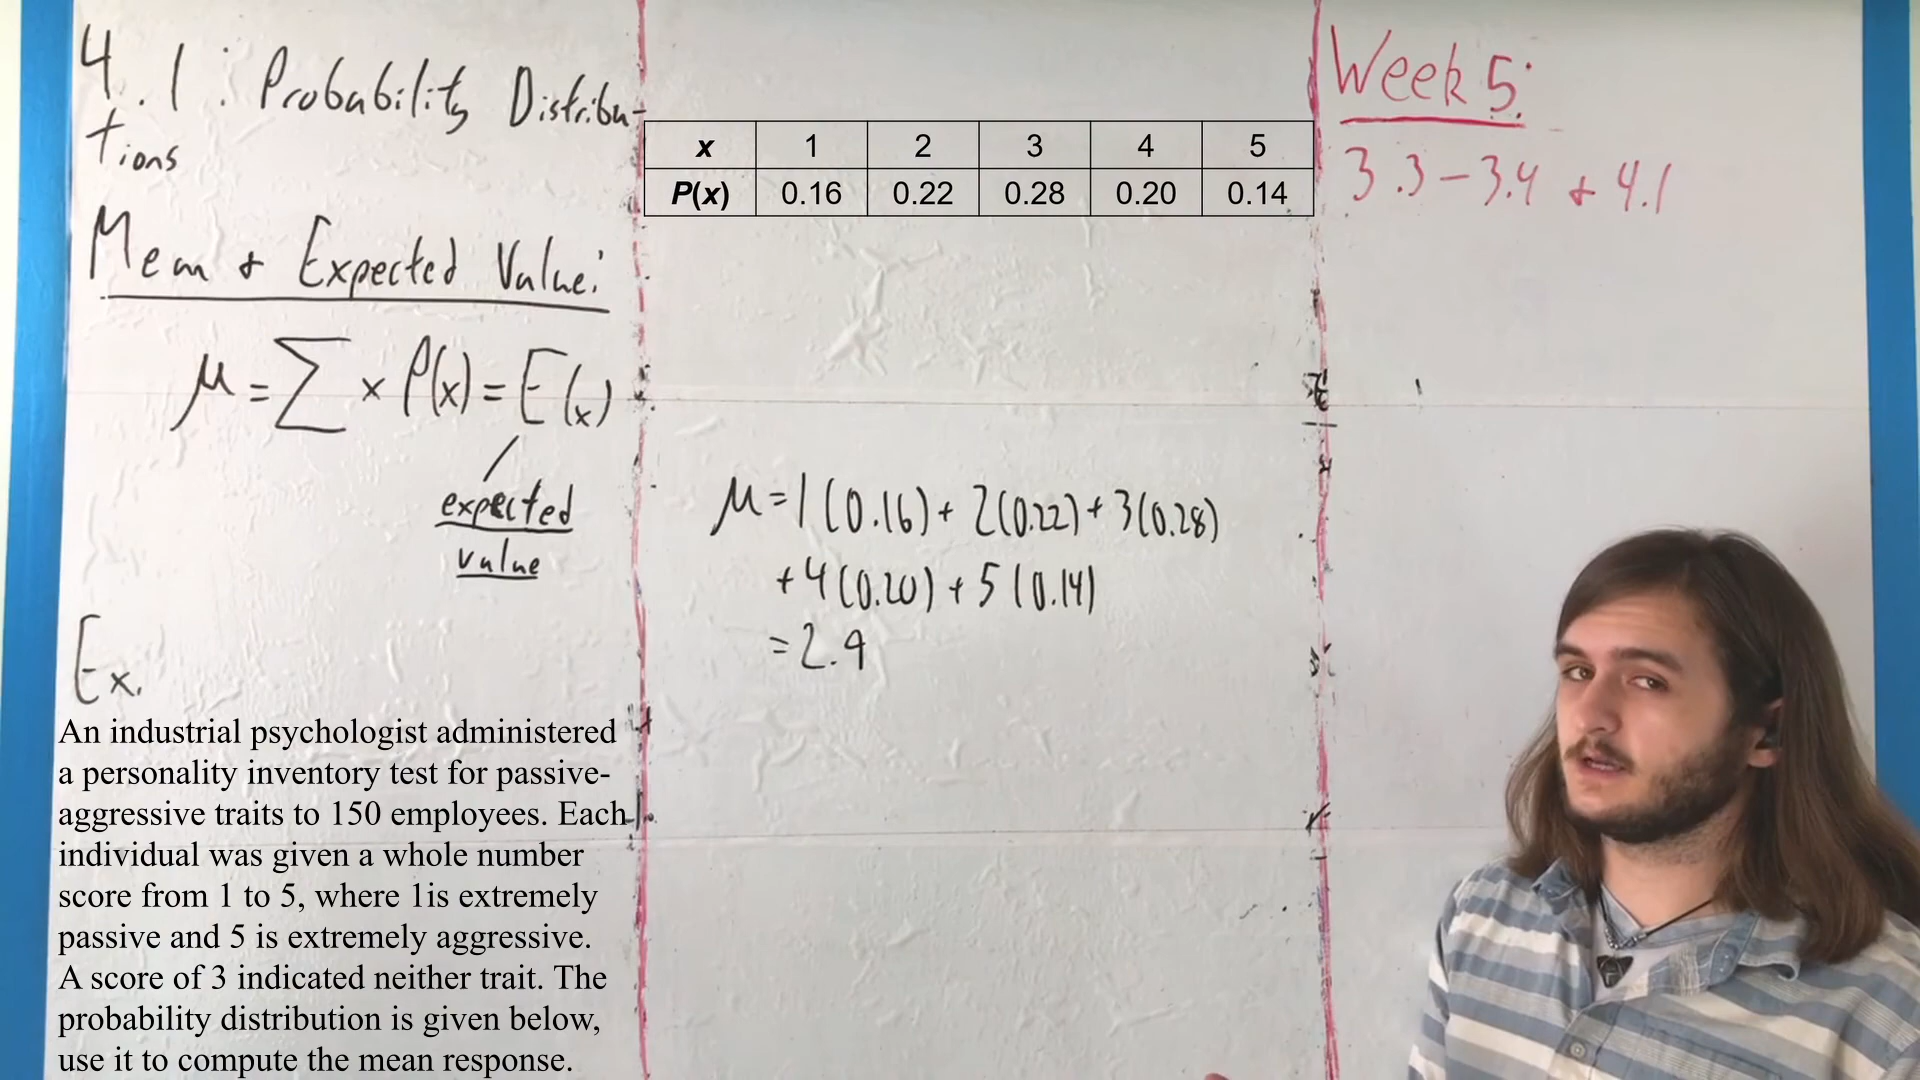 4.1: Probability Distribu-
tions
Mean + Expected Value:
μ = ∑ x P(x) = E(x)
expected
value
Ex.
An industrial psychologist administered
a personality inventory test for passive-
aggressive traits to 150 employees. Each
individual was given a whole number
score from 1 to 5, where 1is extremely
passive and 5 is extremely aggressive.
A score of 3 indicated neither trait. The
probability distribution is given below,
use it to compute the mean response.
x 1 2 3 4 5
P(x) 0.16 0.22 0.28 0.20 0.14
μ = 1(0.16) + 2(0.22) + 3(0.28)
+ 4(0.20) + 5(0.14)
= 2.9
Week 5:
3.3 – 3.4 + 4.1